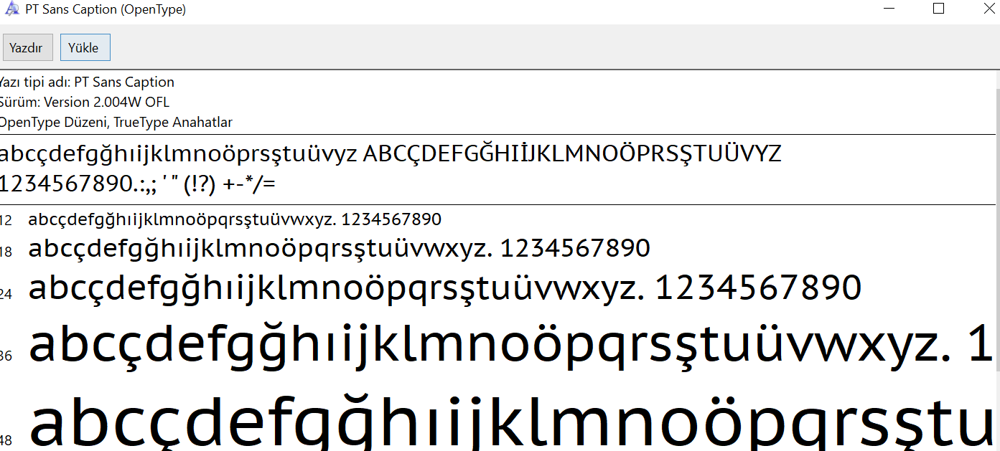 PT Sans Caption (OpenType)
Yazdır Yükle
Yazı tipi adı: PT Sans Caption
Sürüm: Version 2.004W OFL
OpenType Düzeni, TrueType Anahatlar
abcçdefgğhıijklmnoöprsştuüvyz ABCÇDEFGĞHIİJKLMNOÖPRSŞTUÜVYZ
1234567890.:,; ' " (!?) +-*/=
12 abcçdefgğhıijklmnoöpqrsştuüvwxyz. 1234567890
18 abcçdefgğhıijklmnoöpqrsştuüvwxyz. 1234567890
24 abcçdefgğhıijklmnoöpqrsştuüvwxyz. 1234567890
36 abcçdefgğhıijklmnoöpqrsştuüvwxyz. 1
48 abcçdefgğhıijklmnoöpqrsştu